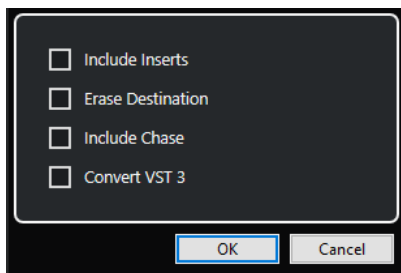 Include Inserts
Erase Destination
Include Chase
Convert VST 3
OK
Cancel